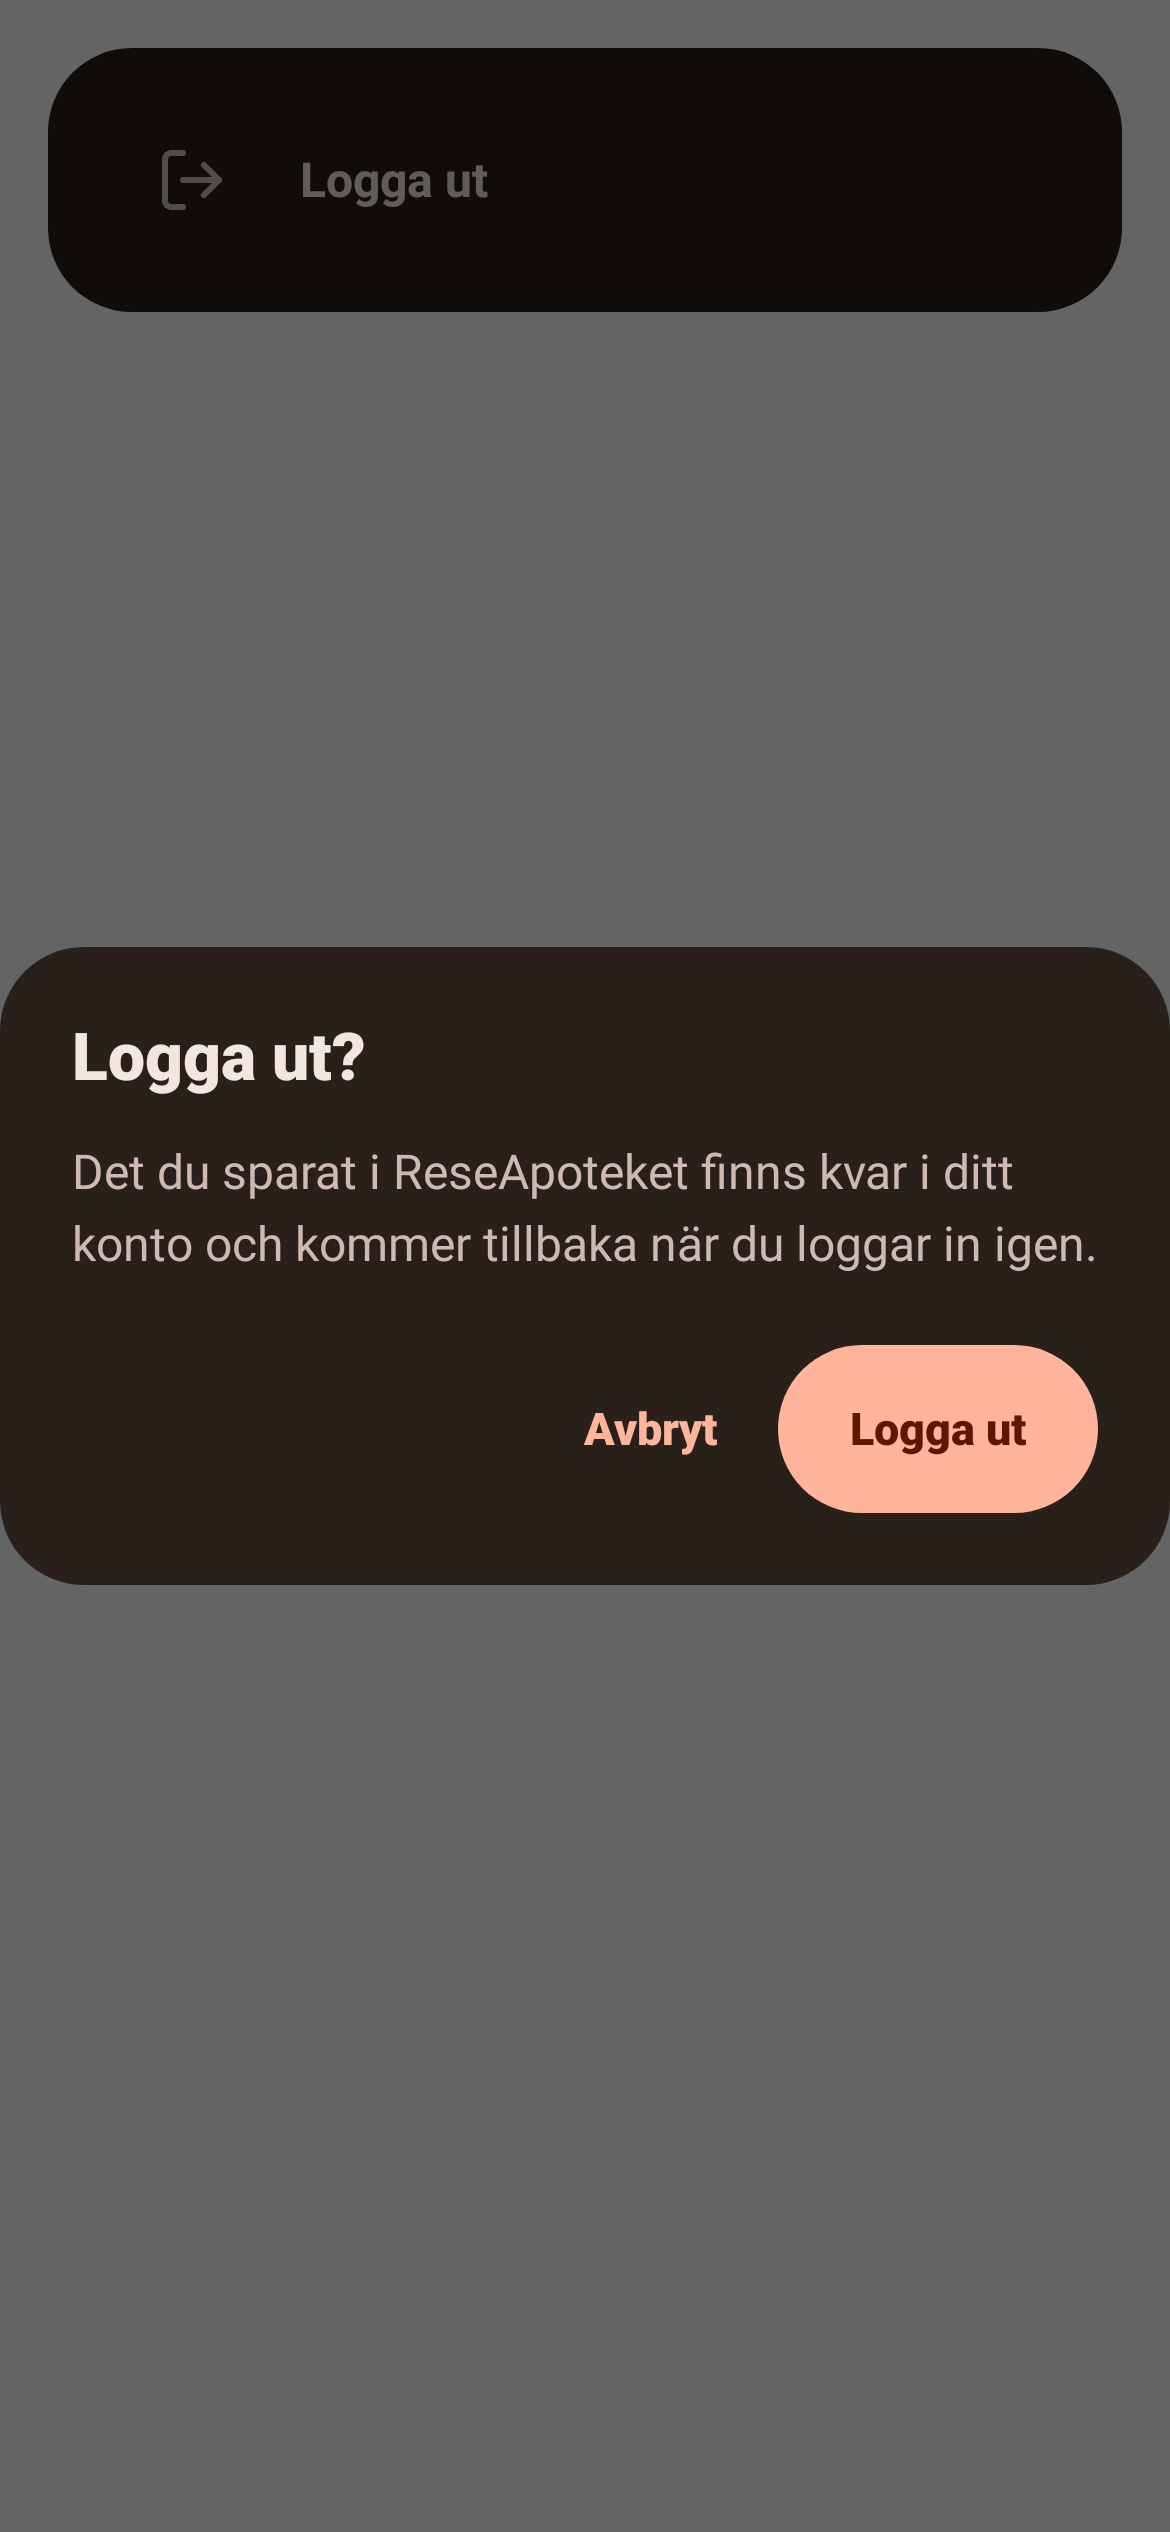 Logga ut
Logga ut?
Det du sparat i ReseApoteket finns kvar i ditt
konto och kommer tillbaka när du loggar in igen.
Avbryt
Logga ut